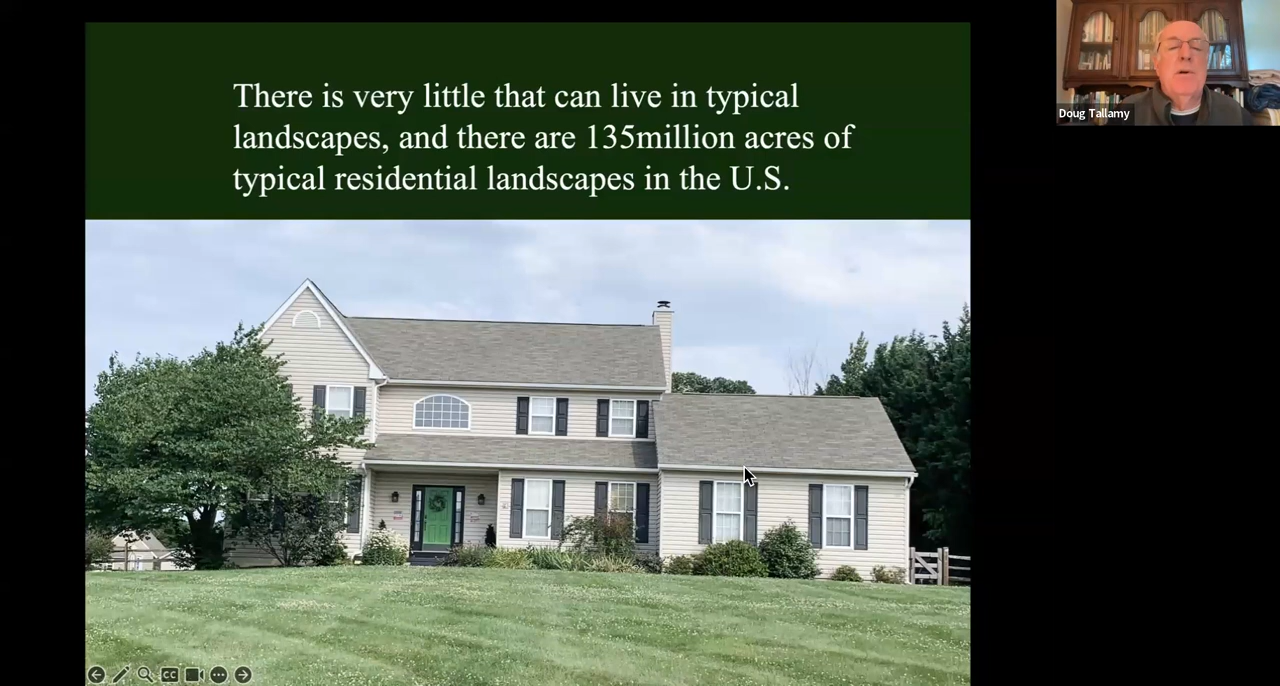 There is very little that can live in typical
landscapes, and there are 135million acres of
typical residential landscapes in the U.S.
Doug Tallamy
CC